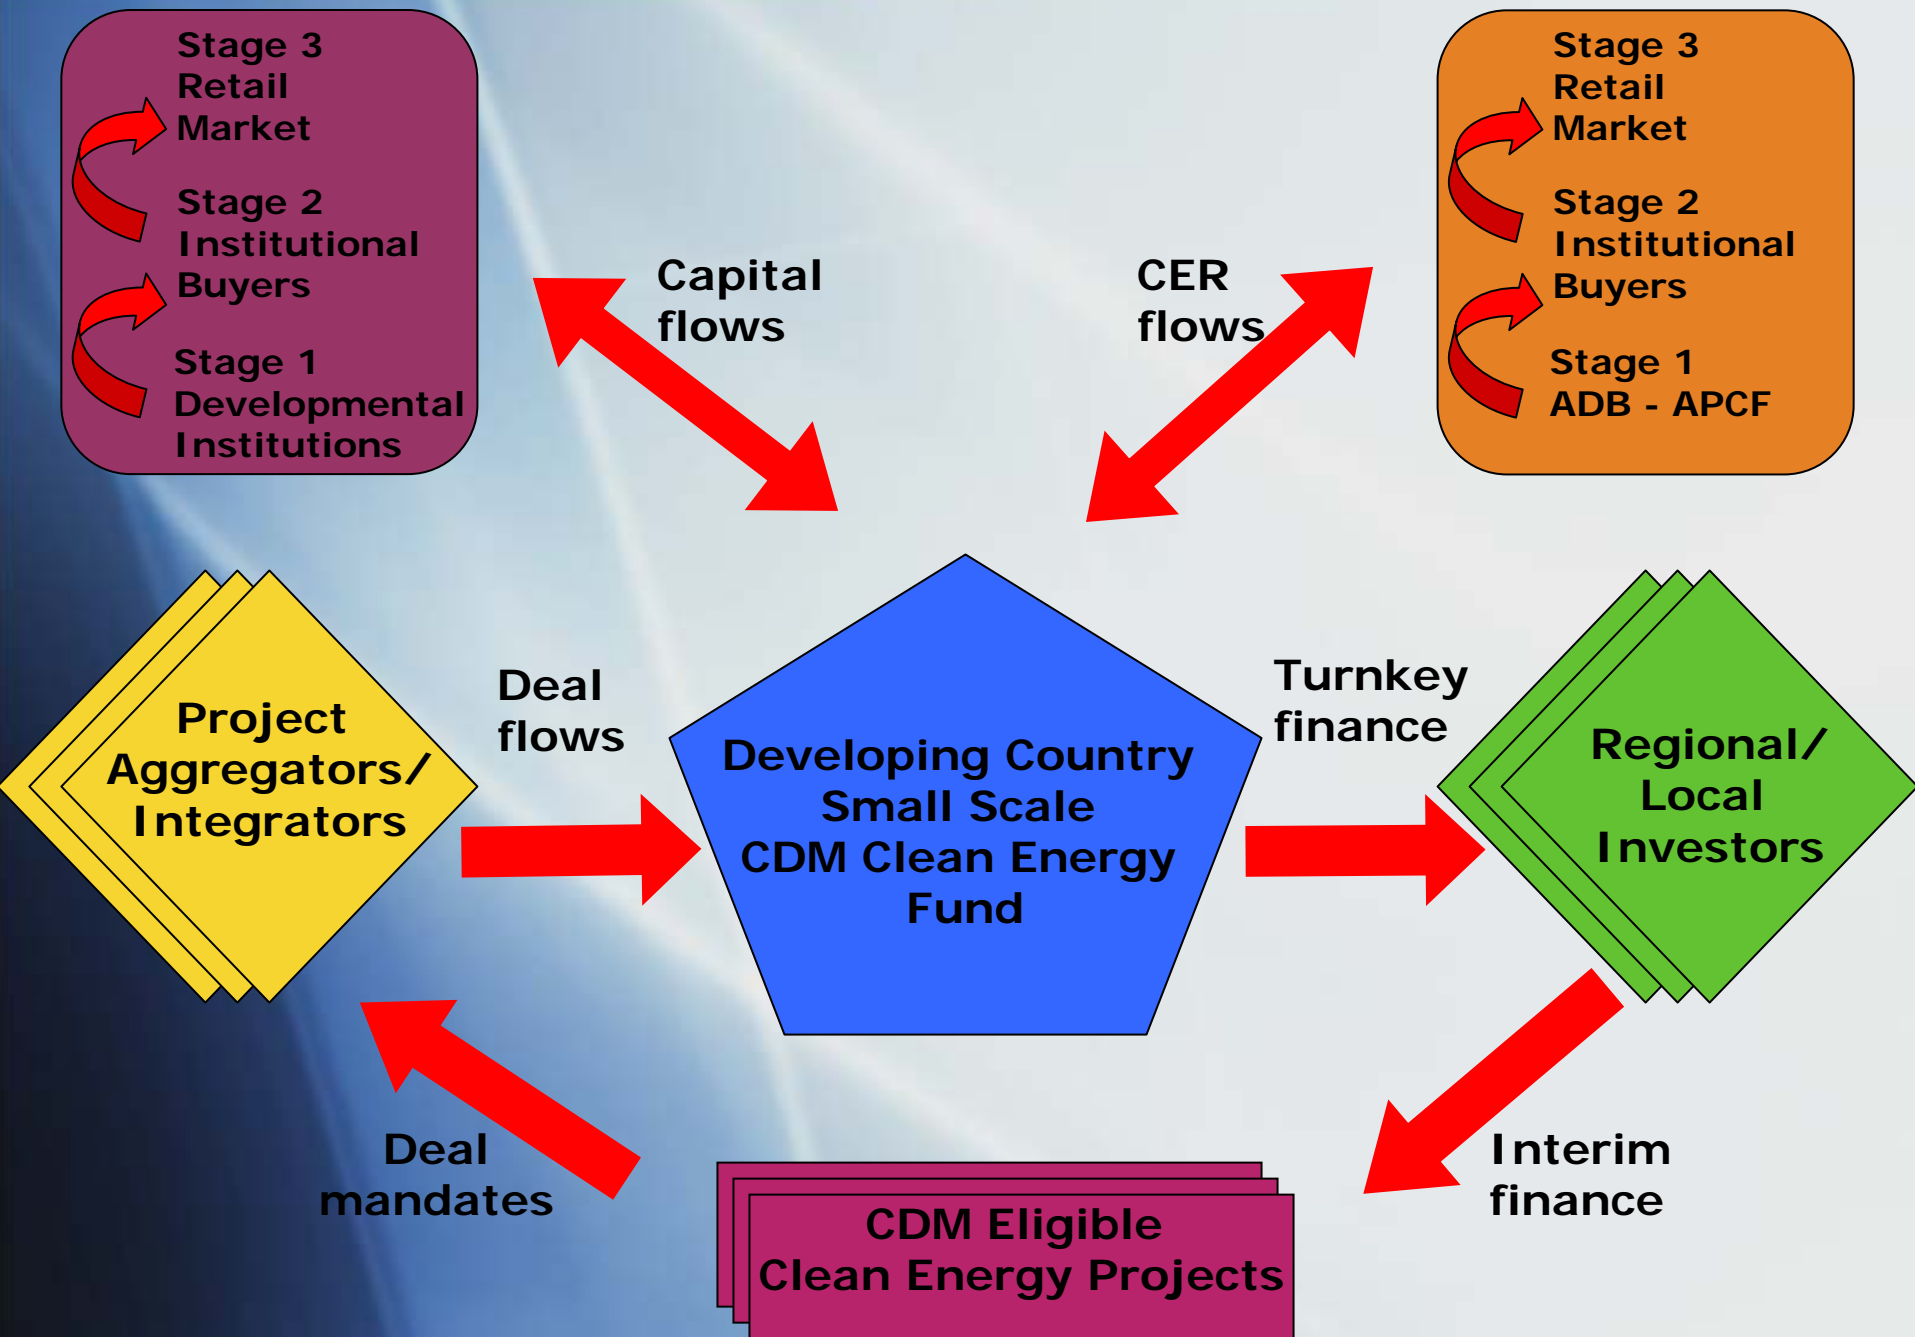 Stage 3
Retail
Market
Stage 2
Institutional
Buyers
Stage 1
Developmental
Institutions
Capital
flows
CER
flows
Stage 3
Retail
Market
Stage 2
Institutional
Buyers
Stage 1
ADB - APCF
Project
Aggregators/
Integrators
Deal
flows
Developing Country
Small Scale
CDM Clean Energy
Fund
Turnkey
finance
Regional/
Local
Investors
Deal
mandates
CDM Eligible
Clean Energy Projects
Interim
finance